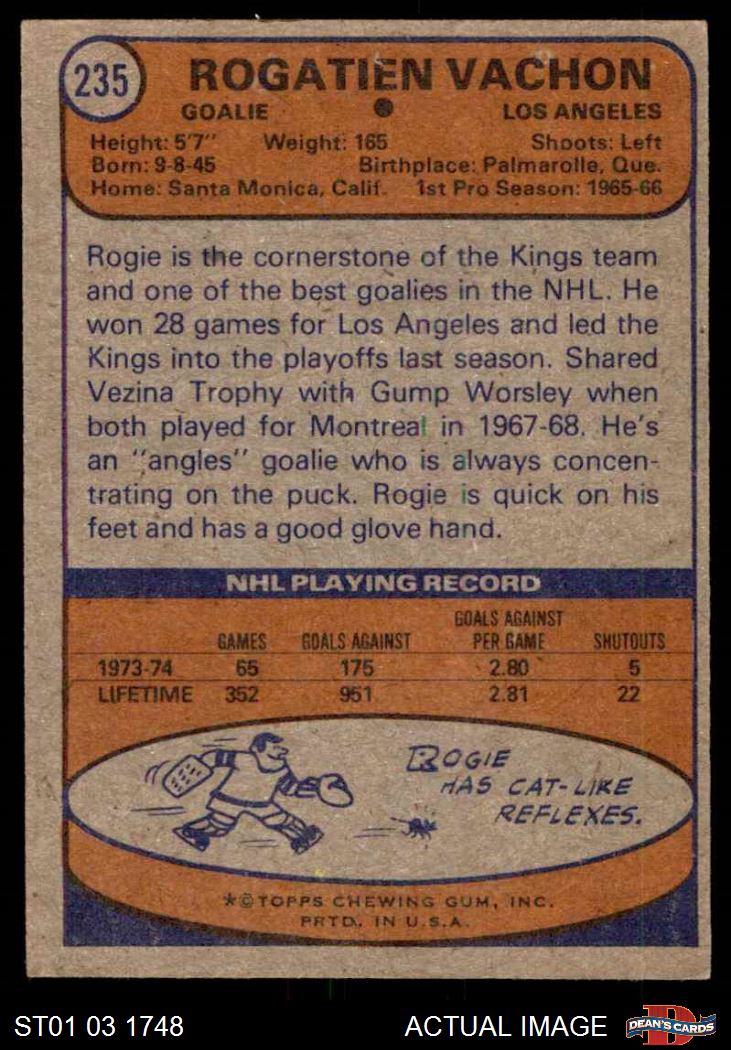 235
ROGATIEN VACHON
GOALIE LOS ANGELES
Height: 5'7" Weight: 165 Shoots: Left
Born: 9-8-45 Birthplace: Palmarolle, Que.
Home: Santa Monica, Calif. 1st Pro Season: 1965-66
Rogie is the cornerstone of the Kings team
and one of the best goalies in the NHL. He
won 28 games for Los Angeles and led the
Kings into the playoffs last season. Shared
Vezina Trophy with Gump Worsley when
both played for Montreal in 1967-68. He's
an "angles" goalie who is always concen-
trating on the puck. Rogie is quick on his
feet and has a good glove hand.
NHL PLAYING RECORD
GAMES GOALS AGAINST GOALS AGAINST PER GAME SHUTOUTS
1973-74 65 175 2.80 5
LIFETIME 352 951 2.81 22
ROGIE
HAS CAT-LIKE
REFLEXES.
*©TOPPS CHEWING GUM, INC.
PRTD. IN U.S.A.
ST01 03 1748 ACTUAL IMAGE DEAN'S CARDS